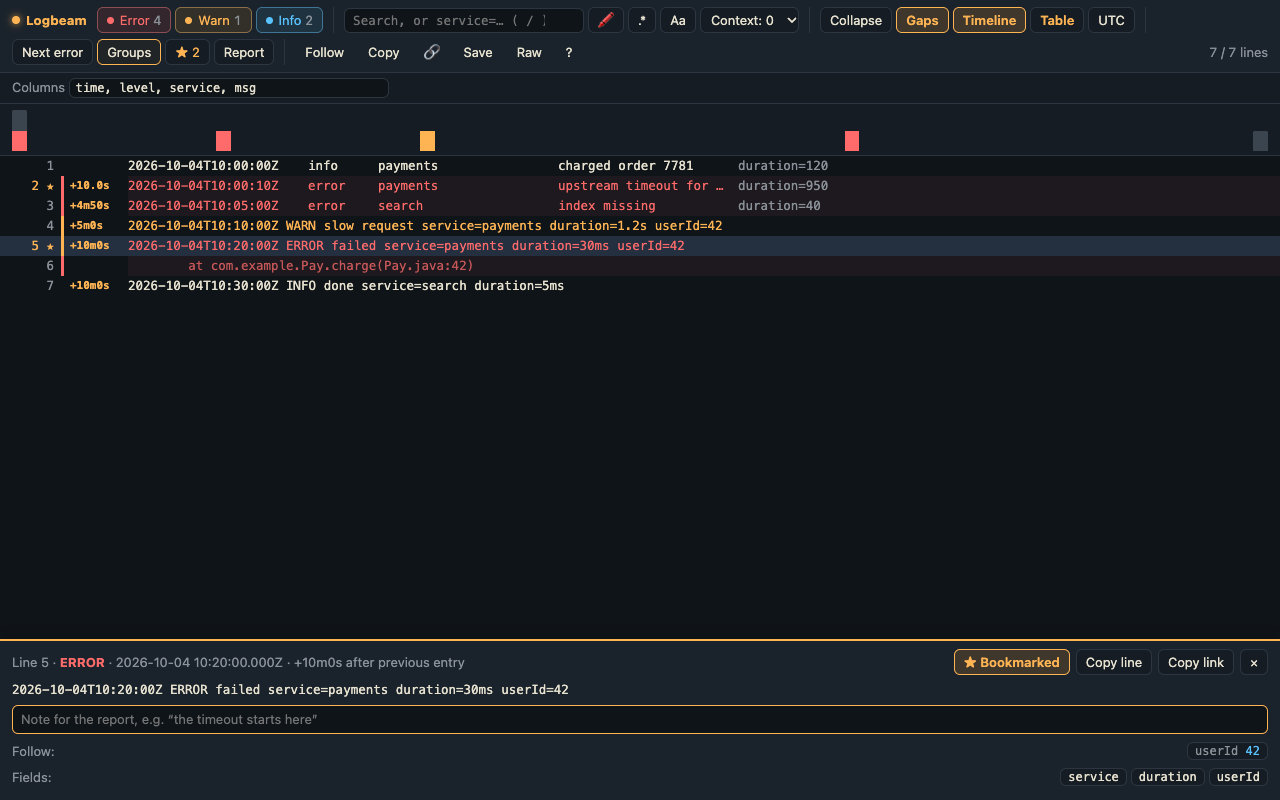 Logbeam Error 4 Warn 1 Info 2 Search, or service=… ( / ) .* Aa Context: 0 Collapse Gaps Timeline Table UTC
Next error Groups ★ 2 Report Follow Copy Save Raw ? 7 / 7 lines
Columns time, level, service, msg
1 2026-10-04T10:00:00Z info payments charged order 7781 duration=120
2 ★ +10.0s 2026-10-04T10:00:10Z error payments upstream timeout for … duration=950
3 +4m50s 2026-10-04T10:05:00Z error search index missing duration=40
4 +5m0s 2026-10-04T10:10:00Z WARN slow request service=payments duration=1.2s userId=42
5 ★ +10m0s 2026-10-04T10:20:00Z ERROR failed service=payments duration=30ms userId=42
6 at com.example.Pay.charge(Pay.java:42)
7 +10m0s 2026-10-04T10:30:00Z INFO done service=search duration=5ms
Line 5 · ERROR · 2026-10-04 10:20:00.000Z · +10m0s after previous entry ★ Bookmarked Copy line Copy link ×
2026-10-04T10:20:00Z ERROR failed service=payments duration=30ms userId=42
Note for the report, e.g. “the timeout starts here”
Follow: userId 42
Fields: service duration userId